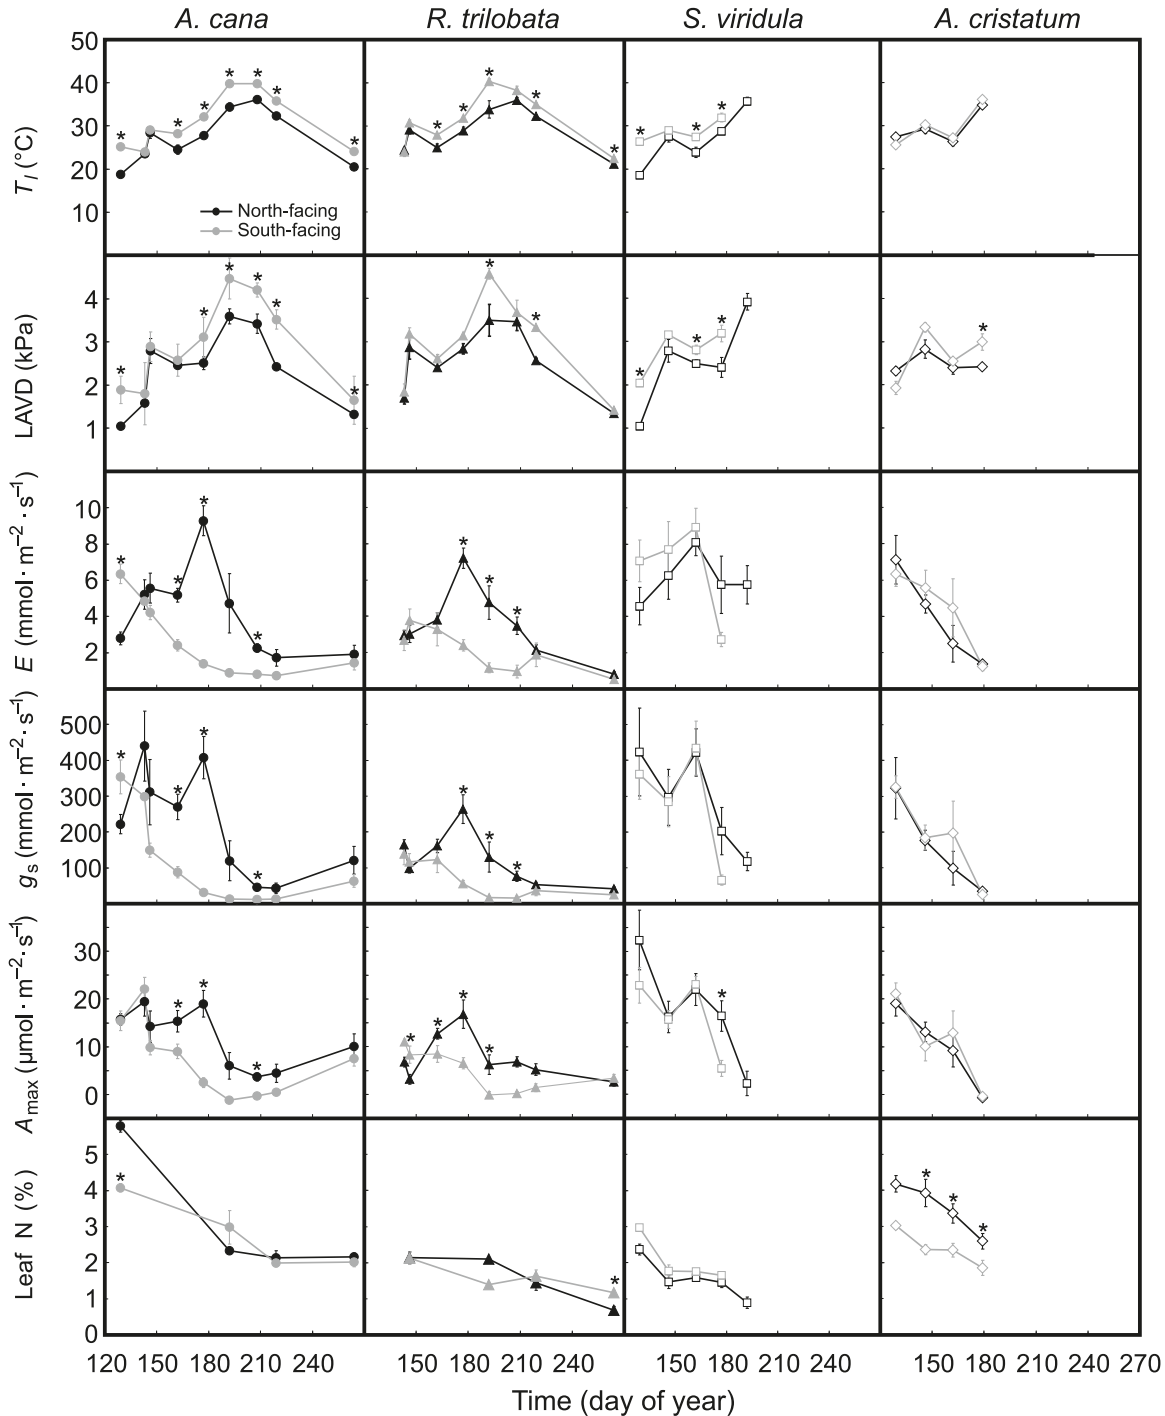 A. cana R. trilobata S. viridula A. cristatum
50
40
30
20
10
T_l (°C)
North-facing
South-facing
4
3
2
1
LAVD (kPa)
10
8
6
4
2
E (mmol · m⁻² · s⁻¹)
500
400
300
200
100
g_s (mmol · m⁻² · s⁻¹)
30
20
10
0
A_max (µmol · m⁻² · s⁻¹)
5
4
3
2
1
0
Leaf N (%)
120 150 180 210 240 150 180 210 240 150 180 210 240 150 180 210 240 270
Time (day of year)